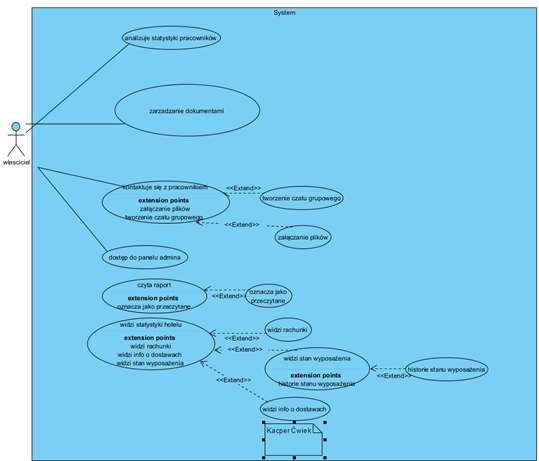 System
analizuje statystyki pracowników
zarzadzanie dokumentami
własciciel
kontaktuje się z pracownikiem
extension points
załączanie plików
tworzenie czatu grupowego
<<Extend>>
tworzenie czatu grupowego
<<Extend>>
załączanie plików
dostęp do panelu admina
czyta raport
extension points
oznacza jako przeczytane
<<Extend>>
oznacza jako
przeczytane
widzi statystyki hotelu
extension points
widzi rachunki
widzi info o dostawach
widzi stan wyposażenia
<<Extend>>
widzi rachunki
<<Extend>>
widzi stan wyposażenia
extension points
historie stanu wyposażenia
<<Extend>>
historie stanu wyposażenia
<<Extend>>
widzi info o dostawach
Kacper Ćwiek